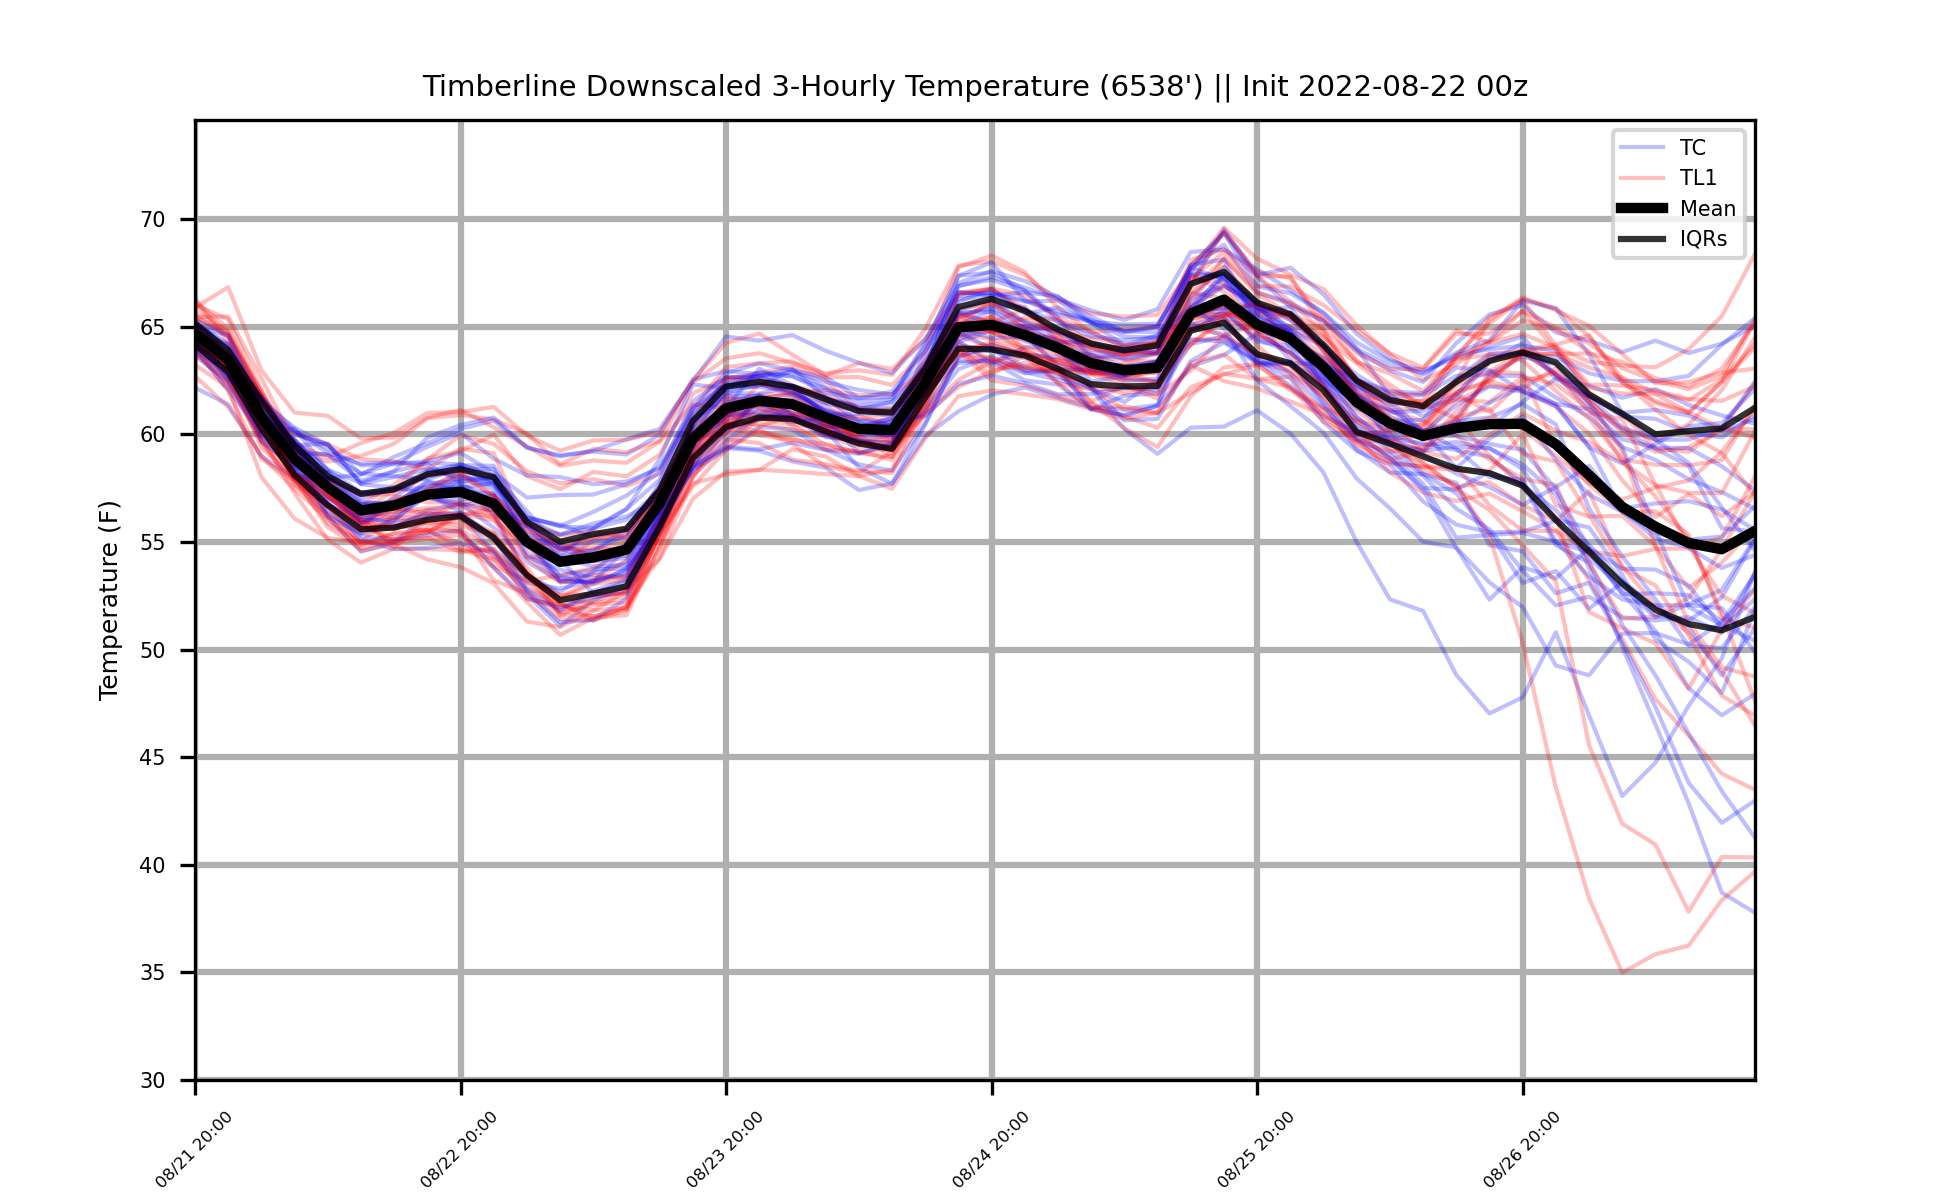 Timberline Downscaled 3-Hourly Temperature (6538') || Init 2022-08-22 00z
TC
TL1
Mean
IQRs
Temperature (F)
70
65
60
55
50
45
40
35
30
08/21 20:00
08/22 20:00
08/23 20:00
08/24 20:00
08/25 20:00
08/26 20:00